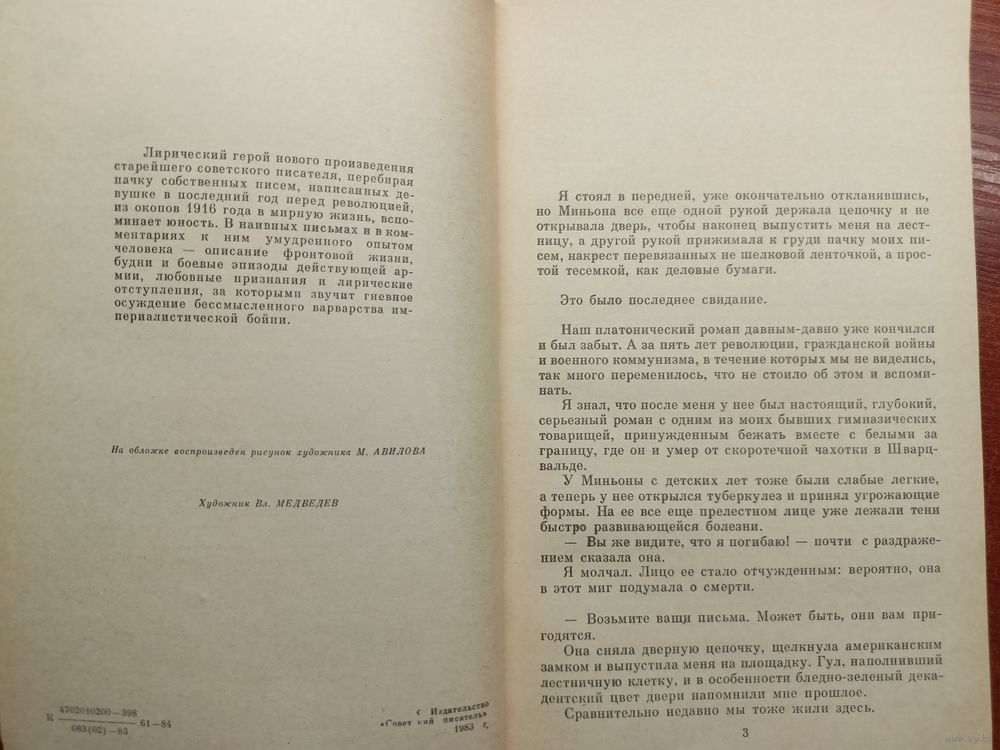 Лирический герой нового произведения
старейшего советского писателя, перебирая
пачку собственных писем, написанных де-
вушке в последний год перед революцией,
из окопов 1916 года в мирную жизнь, вспо-
минает юность. В наивных письмах и в ком-
ментариях к ним умудренного опытом
человека — описание фронтовой жизни,
будни и боевые эпизоды действующей ар-
мии, любовные признания и лирические
отступления, за которыми звучит гневное
осуждение бессмысленного варварства им-
периалистической бойни.
На обложке воспроизведен рисунок художника М. АВИЛОВА
Художник Вл. МЕДВЕДЕВ
К 4702010200—398
083(02)—83 61—84
с Издательство
«Совет кий писатель»
1983 г.
Я стоял в передней, уже окончательно откланявшись,
но Миньона все еще одной рукой держала цепочку и не
открывала дверь, чтобы наконец выпустить меня на лест-
ницу, а другой рукой прижимала к груди пачку моих пи-
сем, накрест перевязанных не шелковой ленточкой, а прос-
той тесемкой, как деловые бумаги.
Это было последнее свидание.
Наш платонический роман давным-давно уже кончился
и был забыт. А за пять лет революции, гражданской войны
и военного коммунизма, в течение которых мы не виделись,
так много переменилось, что не стоило об этом и вспоми-
нать.
Я знал, что после меня у нее был настоящий, глубокий,
серьезный роман с одним из моих бывших гимназических
товарищей, принужденным бежать вместе с белыми за
границу, где он и умер от скоротечной чахотки в Шварц-
вальде.
У Миньоны с детских лет тоже были слабые легкие,
а теперь у нее открылся туберкулез и принял угрожающие
формы. На ее все еще прелестном лице уже лежали тени
быстро развивающейся болезни.
— Вы же видите, что я погибаю! — почти с раздраже-
нием сказала она.
Я молчал. Лицо ее стало отчужденным: вероятно, она
в этот миг подумала о смерти.
— Возьмите ваши письма. Может быть, они вам при-
годятся.
Она сняла дверную цепочку, щелкнула американским
замком и выпустила меня на площадку. Гул, наполнивший
лестничную клетку, и в особенности бледно-зеленый дека-
дентский цвет двери напомнили мне прошлое.
Сравнительно недавно мы тоже жили здесь.
3
www.ay.by